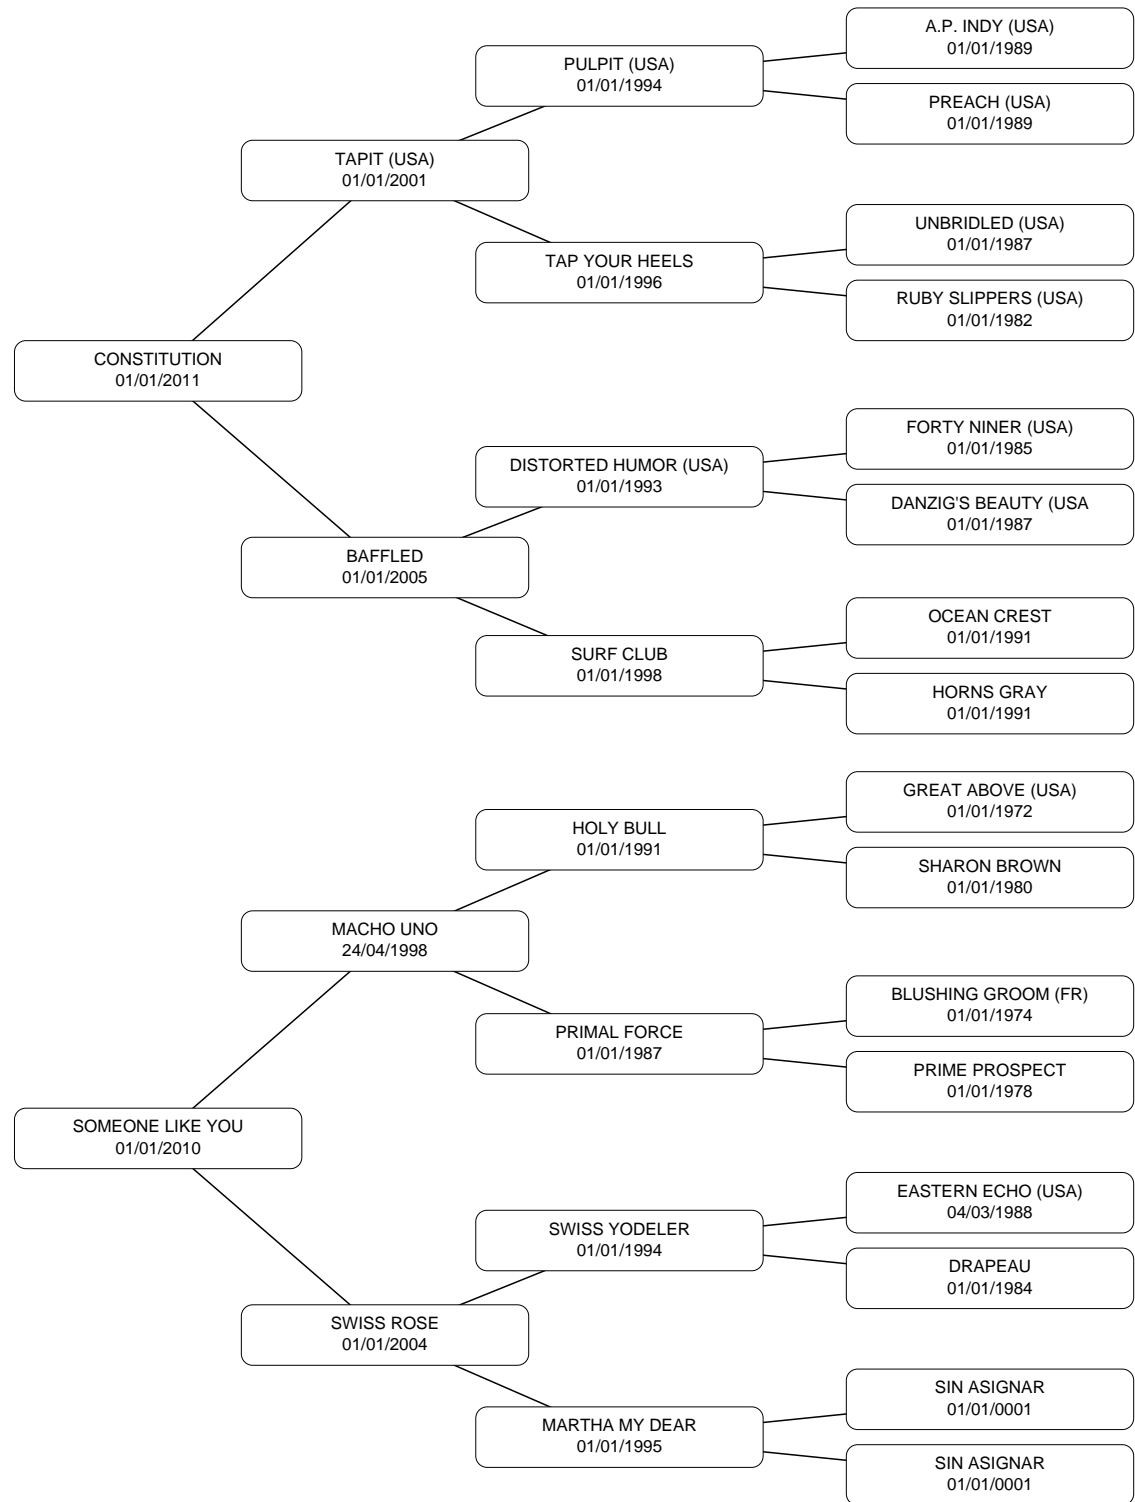 A.P. INDY (USA)
01/01/1989
PULPIT (USA)
01/01/1994
PREACH (USA)
01/01/1989
TAPIT (USA)
01/01/2001
UNBRIDLED (USA)
01/01/1987
TAP YOUR HEELS
01/01/1996
RUBY SLIPPERS (USA)
01/01/1982
CONSTITUTION
01/01/2011
FORTY NINER (USA)
01/01/1985
DISTORTED HUMOR (USA)
01/01/1993
DANZIG'S BEAUTY (USA
01/01/1987
BAFFLED
01/01/2005
OCEAN CREST
01/01/1991
SURF CLUB
01/01/1998
HORNS GRAY
01/01/1991
GREAT ABOVE (USA)
01/01/1972
HOLY BULL
01/01/1991
SHARON BROWN
01/01/1980
MACHO UNO
24/04/1998
BLUSHING GROOM (FR)
01/01/1974
PRIMAL FORCE
01/01/1987
PRIME PROSPECT
01/01/1978
SOMEONE LIKE YOU
01/01/2010
EASTERN ECHO (USA)
04/03/1988
SWISS YODELER
01/01/1994
DRAPEAU
01/01/1984
SWISS ROSE
01/01/2004
SIN ASIGNAR
01/01/0001
MARTHA MY DEAR
01/01/1995
SIN ASIGNAR
01/01/0001